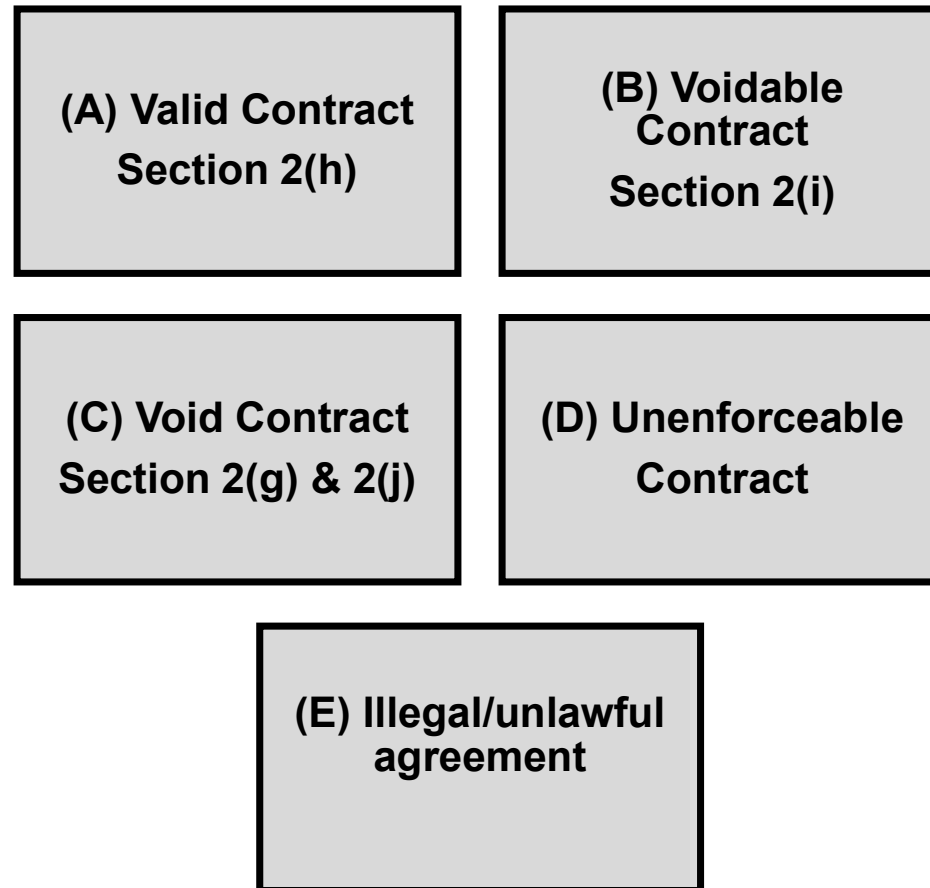 (A) Valid Contract
Section 2(h)
(B) Voidable
Contract
Section 2(i)
(C) Void Contract
Section 2(g) & 2(j)
(D) Unenforceable
Contract
(E) Illegal/unlawful
agreement